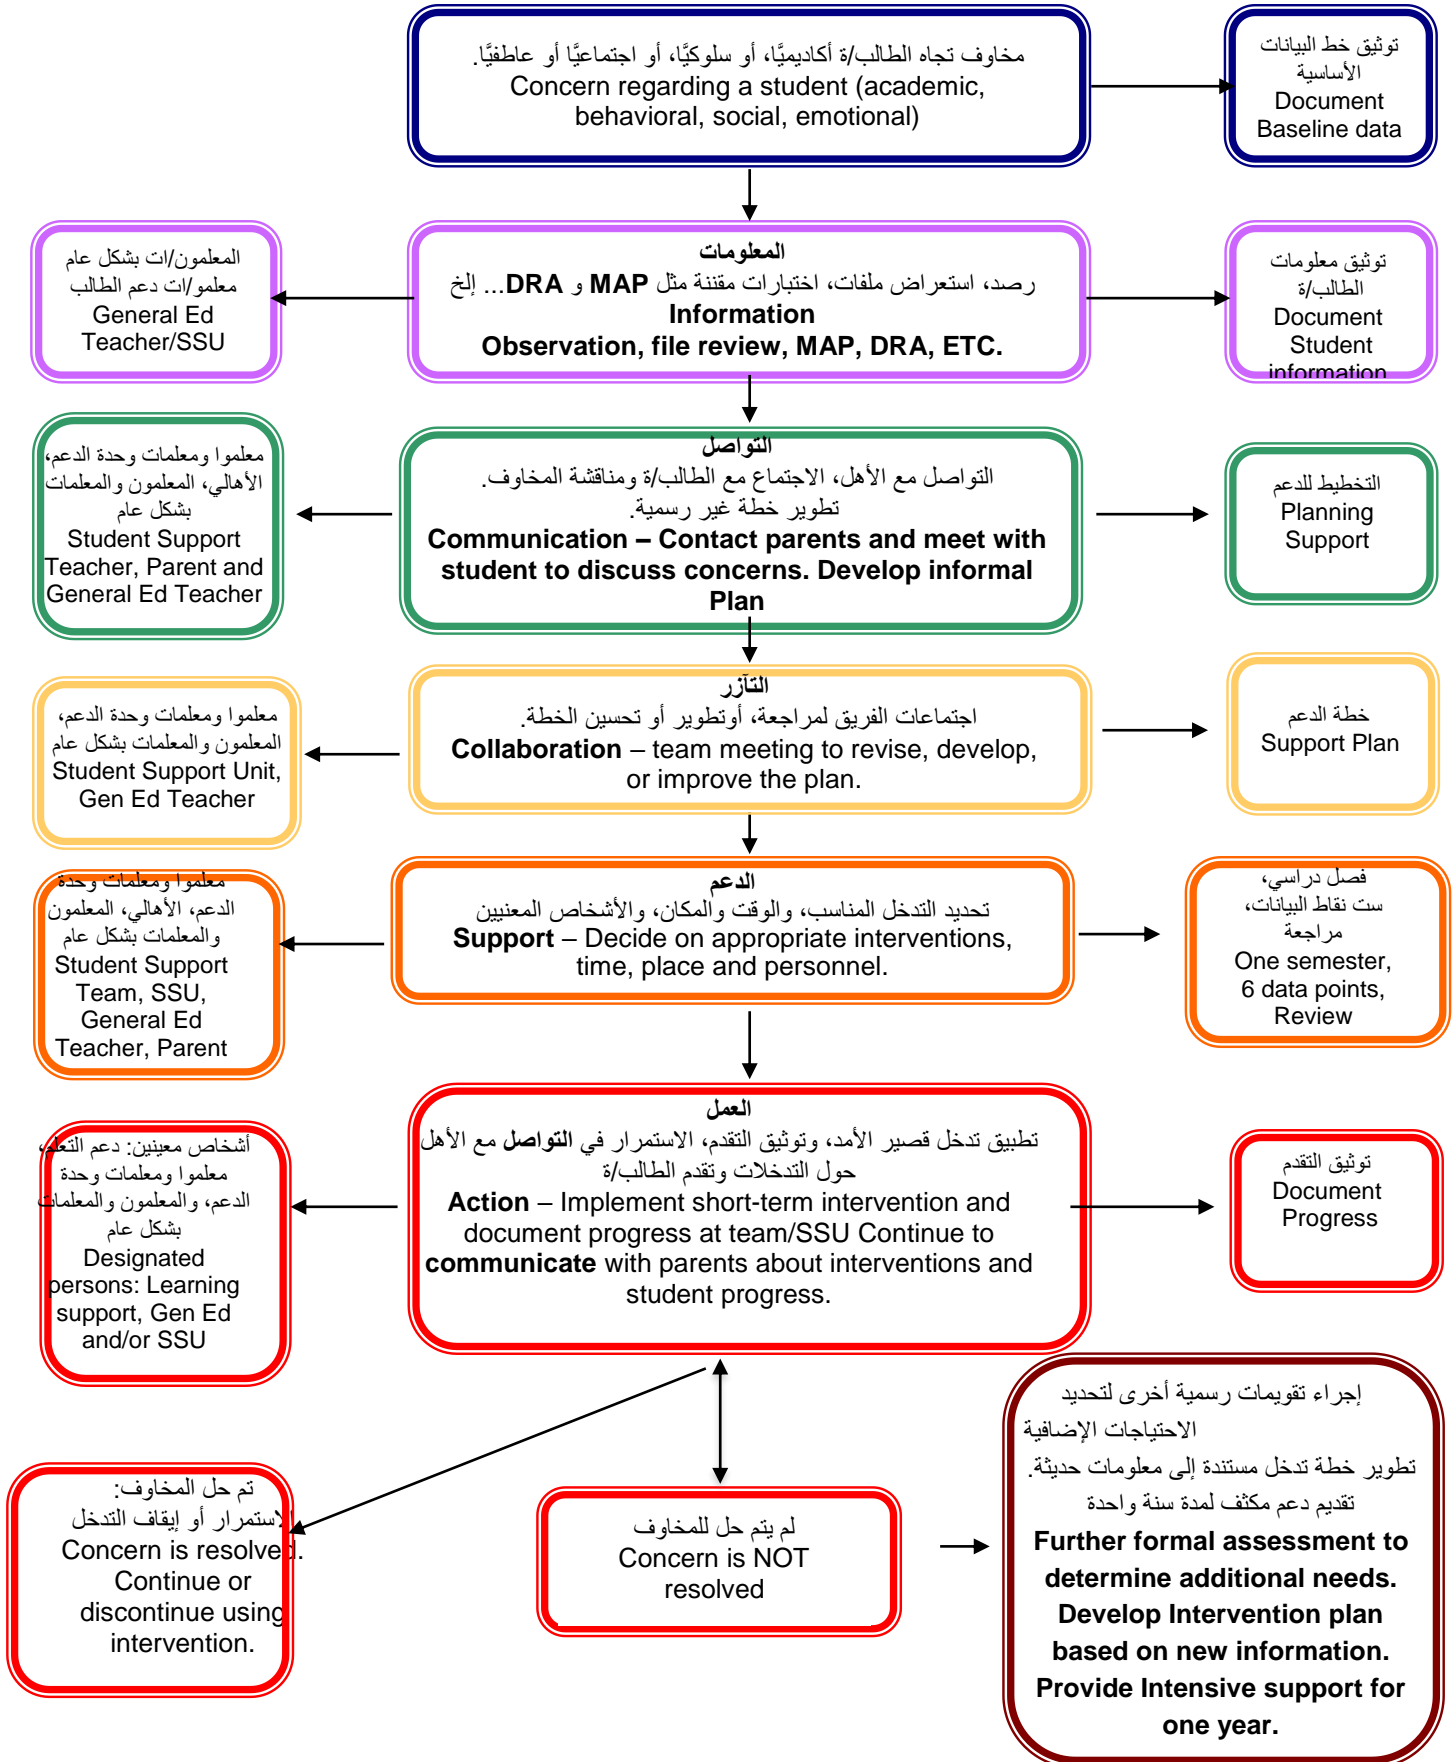 مخاوف تجاه الطالب/ة أكاديميًّا، أو سلوكيًّا، أو اجتماعيًّا أو عاطفيًّا.
Concern regarding a student (academic,
behavioral, social, emotional)
توثيق خط البيانات
الأساسية
Document
Baseline data
المعلمون/ات بشكل عام
معلمو/ات دعم الطالب
General Ed
Teacher/SSU
المعلومات
رصد، استعراض ملفات، اختبارات مقننة مثل MAP و DRA... إلخ
Information
Observation, file review, MAP, DRA, ETC.
توثيق معلومات
الطالب/ة
Document
Student
information
معلموا ومعلمات وحدة الدعم،
الأهالي، المعلمون والمعلمات
بشكل عام
Student Support
Teacher, Parent and
General Ed Teacher
التواصل
التواصل مع الأهل، الاجتماع مع الطالب/ة ومناقشة المخاوف.
تطوير خطة غير رسمية.
Communication – Contact parents and meet with
student to discuss concerns. Develop informal
Plan
التخطيط للدعم
Planning
Support
معلموا ومعلمات وحدة الدعم،
المعلمون والمعلمات بشكل عام
Student Support Unit,
Gen Ed Teacher
التآزر
اجتماعات الفريق لمراجعة، أوتطوير أو تحسين الخطة.
Collaboration – team meeting to revise, develop,
or improve the plan.
خطة الدعم
Support Plan
معلموا ومعلمات وحدة
الدعم، الأهالي، المعلمون
والمعلمات بشكل عام
Student Support
Team, SSU,
General Ed
Teacher, Parent
الدعم
تحديد التدخل المناسب، والوقت والمكان، والأشخاص المعنيين
Support – Decide on appropriate interventions,
time, place and personnel.
فصل دراسي،
ست نقاط البيانات،
مراجعة
One semester,
6 data points,
Review
أشخاص معينين: دعم التعلم،
معلموا ومعلمات وحدة
الدعم، والمعلمون والمعلمات
بشكل عام
Designated
persons: Learning
support, Gen Ed
and/or SSU
العمل
تطبيق تدخل قصير الأمد، وتوثيق التقدم، الاستمرار في التواصل مع الأهل
حول التدخلات وتقدم الطالب/ة
Action – Implement short-term intervention and
document progress at team/SSU Continue to
communicate with parents about interventions and
student progress.
توثيق التقدم
Document
Progress
تم حل المخاوف:
الاستمرار أو إيقاف التدخل
Concern is resolved.
Continue or
discontinue using
intervention.
لم يتم حل للمخاوف
Concern is NOT
resolved
إجراء تقويمات رسمية أخرى لتحديد
الاحتياجات الإضافية
تطوير خطة تدخل مستندة إلى معلومات حديثة.
تقديم دعم مكثف لمدة سنة واحدة
Further formal assessment to
determine additional needs.
Develop Intervention plan
based on new information.
Provide Intensive support for
one year.